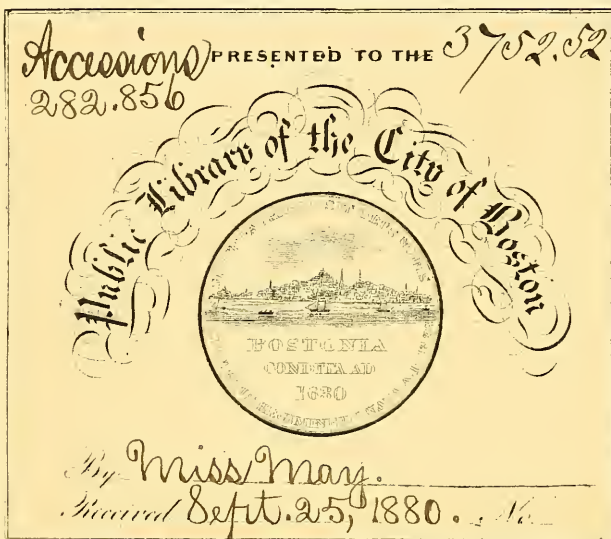 Accessions PRESENTED TO THE 3752.52
282.856
Public Library of the City of Boston
BOSTONIA
CONDITA AD
1630
By Miss May.
Received Sept. 25, 1880. No.